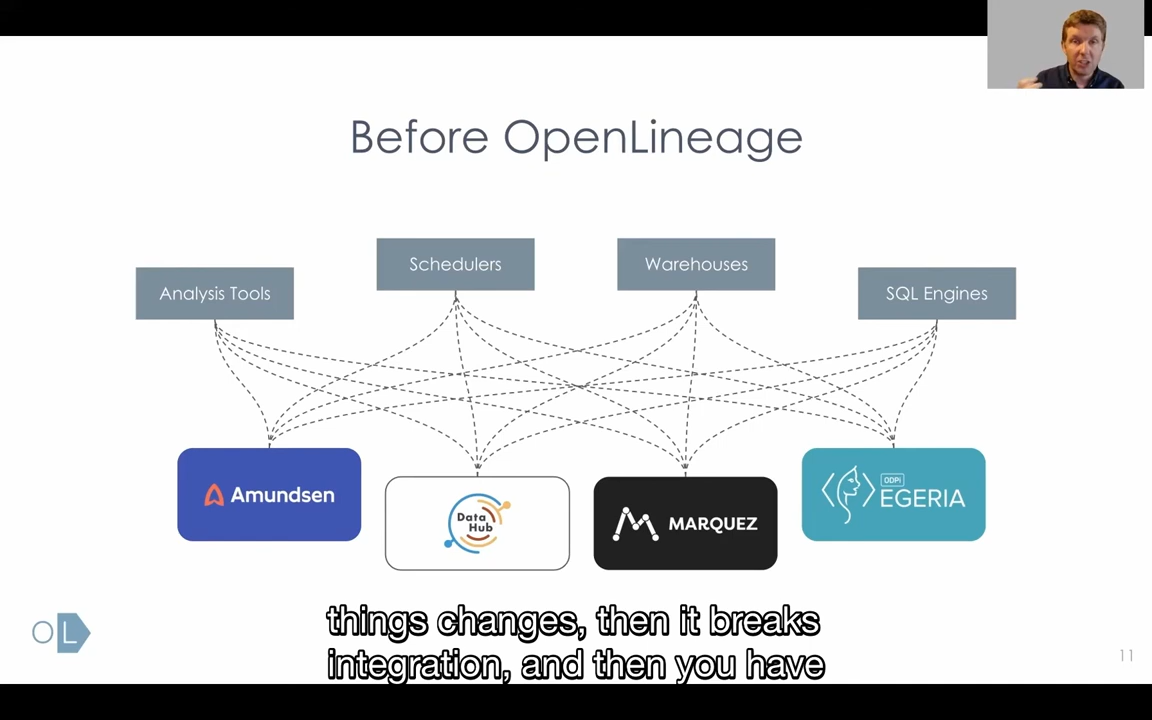 Before OpenLineage
Schedulers
Warehouses
Analysis Tools
SQL Engines
Amundsen
Data
Hub
MARQUEZ
ODPi
EGERIA
things changes, then it breaks
integration, and then you have
OL
11